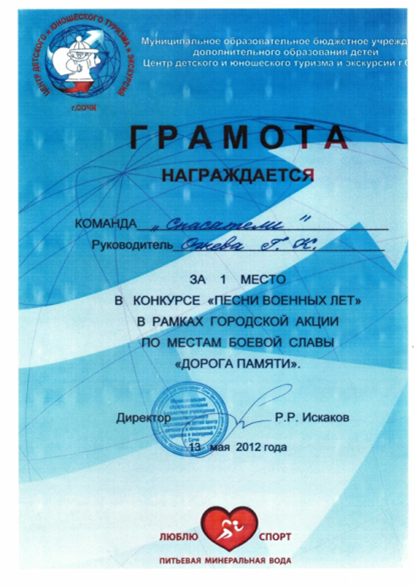 ЦЕНТР ДЕТСКОГО И ЮНОШЕСКОГО ТУРИЗМА И ЭКСКУРСИЙ
г.СОЧИ
Муниципальное образовательное бюджетное учрежд
дополнительного образования детей
Центр детского и юношеского туризма и экскурсии г.С
ГРАМОТА
НАГРАЖДАЕТСЯ
КОМАНДА „Спасатели"
Руководитель Ожева Г. К.
ЗА 1 МЕСТО
В КОНКУРСЕ «ПЕСНИ ВОЕННЫХ ЛЕТ»
В РАМКАХ ГОРОДСКОЙ АКЦИИ
ПО МЕСТАМ БОЕВОЙ СЛАВЫ
«ДОРОГА ПАМЯТИ».
Директор Р.Р. Искаков
13 мая 2012 года
ЛЮБЛЮ СПОРТ
ПИТЬЕВАЯ МИНЕРАЛЬНАЯ ВОДА